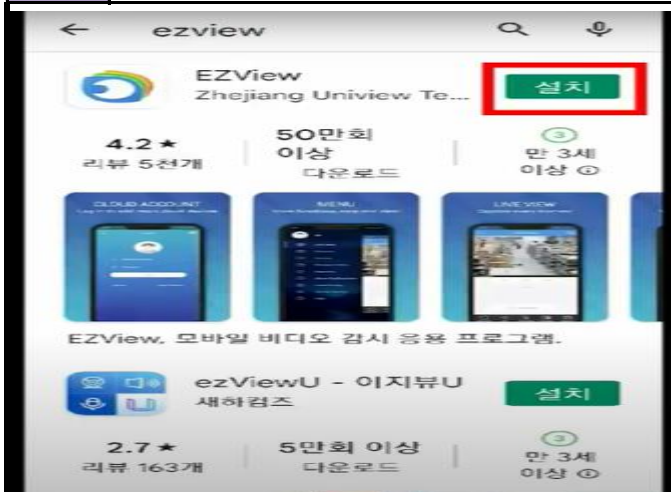 ezview
EZView
Zhejiang Uniview Te...
설치
4.2★
리뷰 5천개
50만회
이상
다운로드
3
만 3세
이상
CLOUD ACCOUNT
MENU
LIVE VIEW
EZView, 모바일 비디오 감시 응용 프로그램.
ezViewU - 이지뷰U
새하컴즈
설치
2.7★
리뷰 163개
5만회 이상
다운로드
3
만 3세
이상